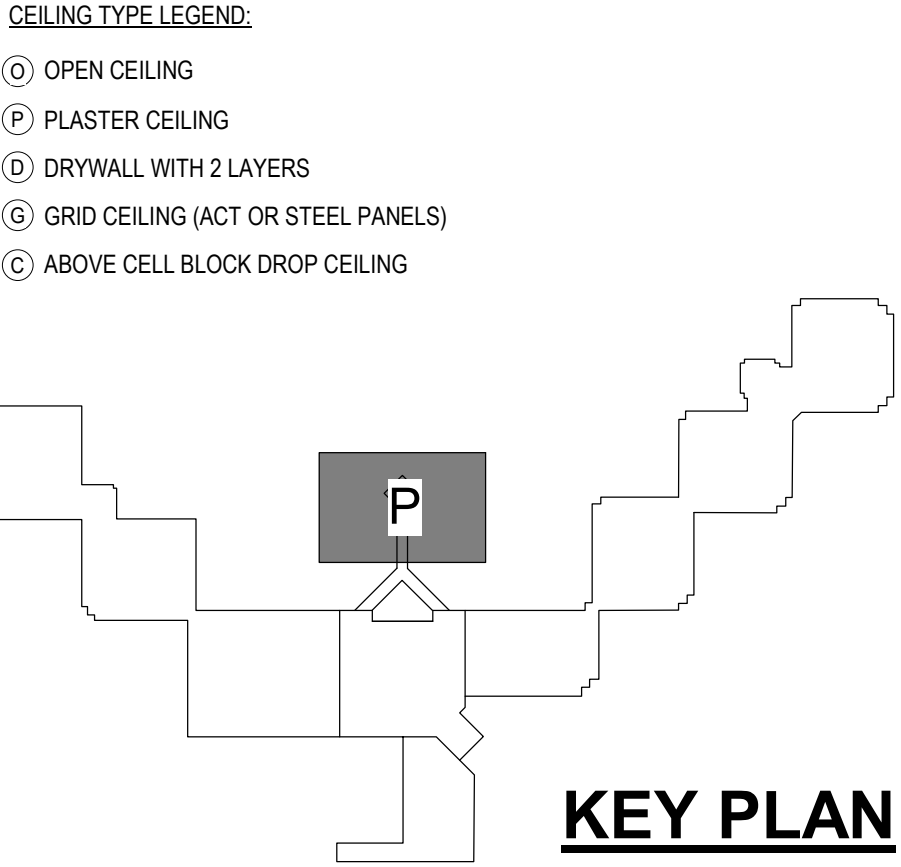 CEILING TYPE LEGEND:
O OPEN CEILING
P PLASTER CEILING
D DRYWALL WITH 2 LAYERS
G GRID CEILING (ACT OR STEEL PANELS)
C ABOVE CELL BLOCK DROP CEILING
P
KEY PLAN